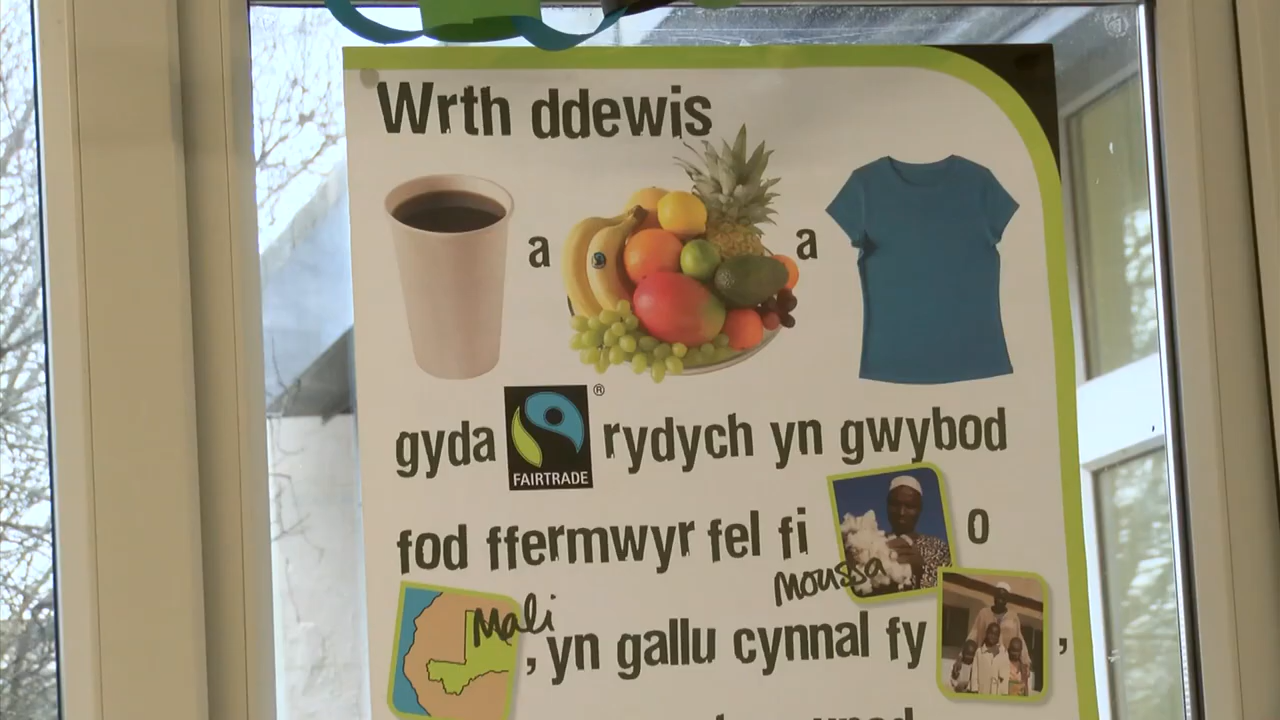 Wrth ddewis
a a
gyda FAIRTRADE ® rydych yn gwybod
fod ffermwyr fel fi Moussa o
Mali, yn gallu cynnal fy ,